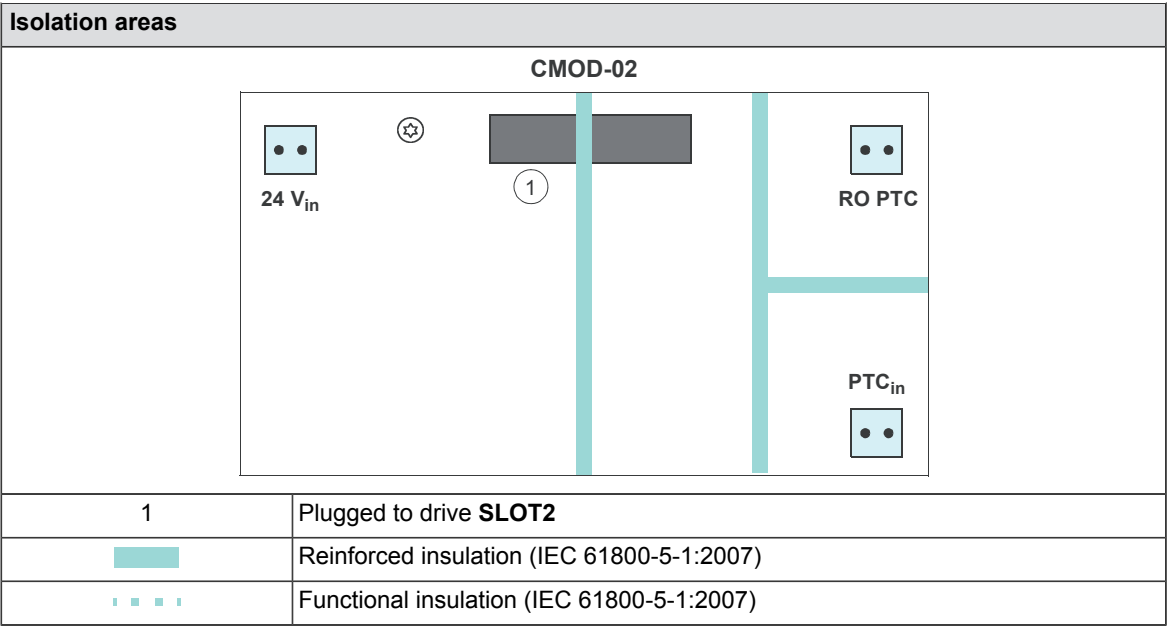 Isolation areas
CMOD-02
1
24 Vin
RO PTC
PTCin
1 Plugged to drive SLOT2
Reinforced insulation (IEC 61800-5-1:2007)
Functional insulation (IEC 61800-5-1:2007)